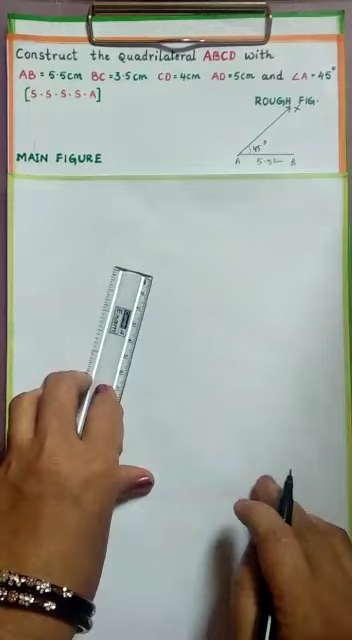 Construct the Quadrilateral ABCD with
AB = 5.5cm BC = 3.5cm CD = 4cm AD = 5cm and ∠A = 45°
[S.S.S.S.A]
ROUGH FIG.
X
45°
A 5.5cm B
MAIN FIGURE